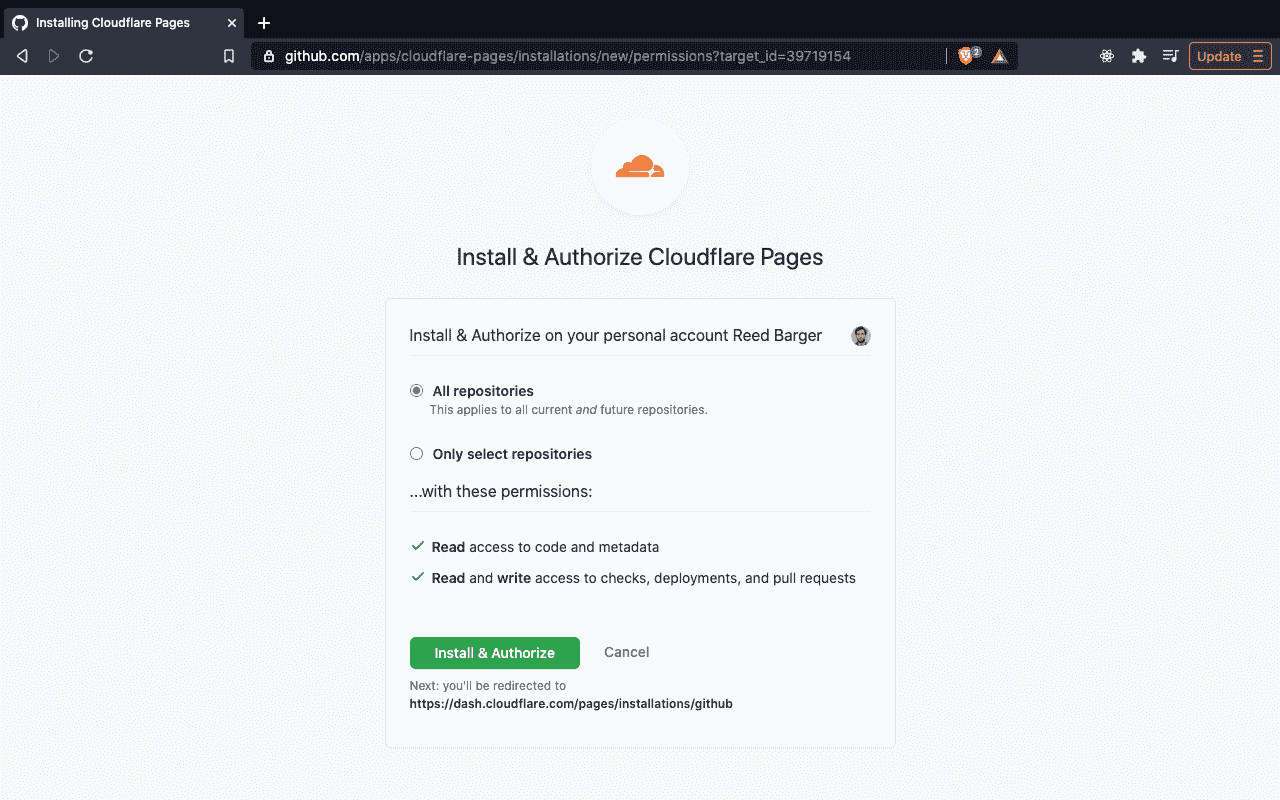 Installing Cloudflare Pages
github.com/apps/cloudflare-pages/installations/new/permissions?target_id=39719154
2
Update
Install & Authorize Cloudflare Pages
Install & Authorize on your personal account Reed Barger
All repositories
This applies to all current and future repositories.
Only select repositories
...with these permissions:
Read access to code and metadata
Read and write access to checks, deployments, and pull requests
Install & Authorize
Cancel
Next: you'll be redirected to
https://dash.cloudflare.com/pages/installations/github